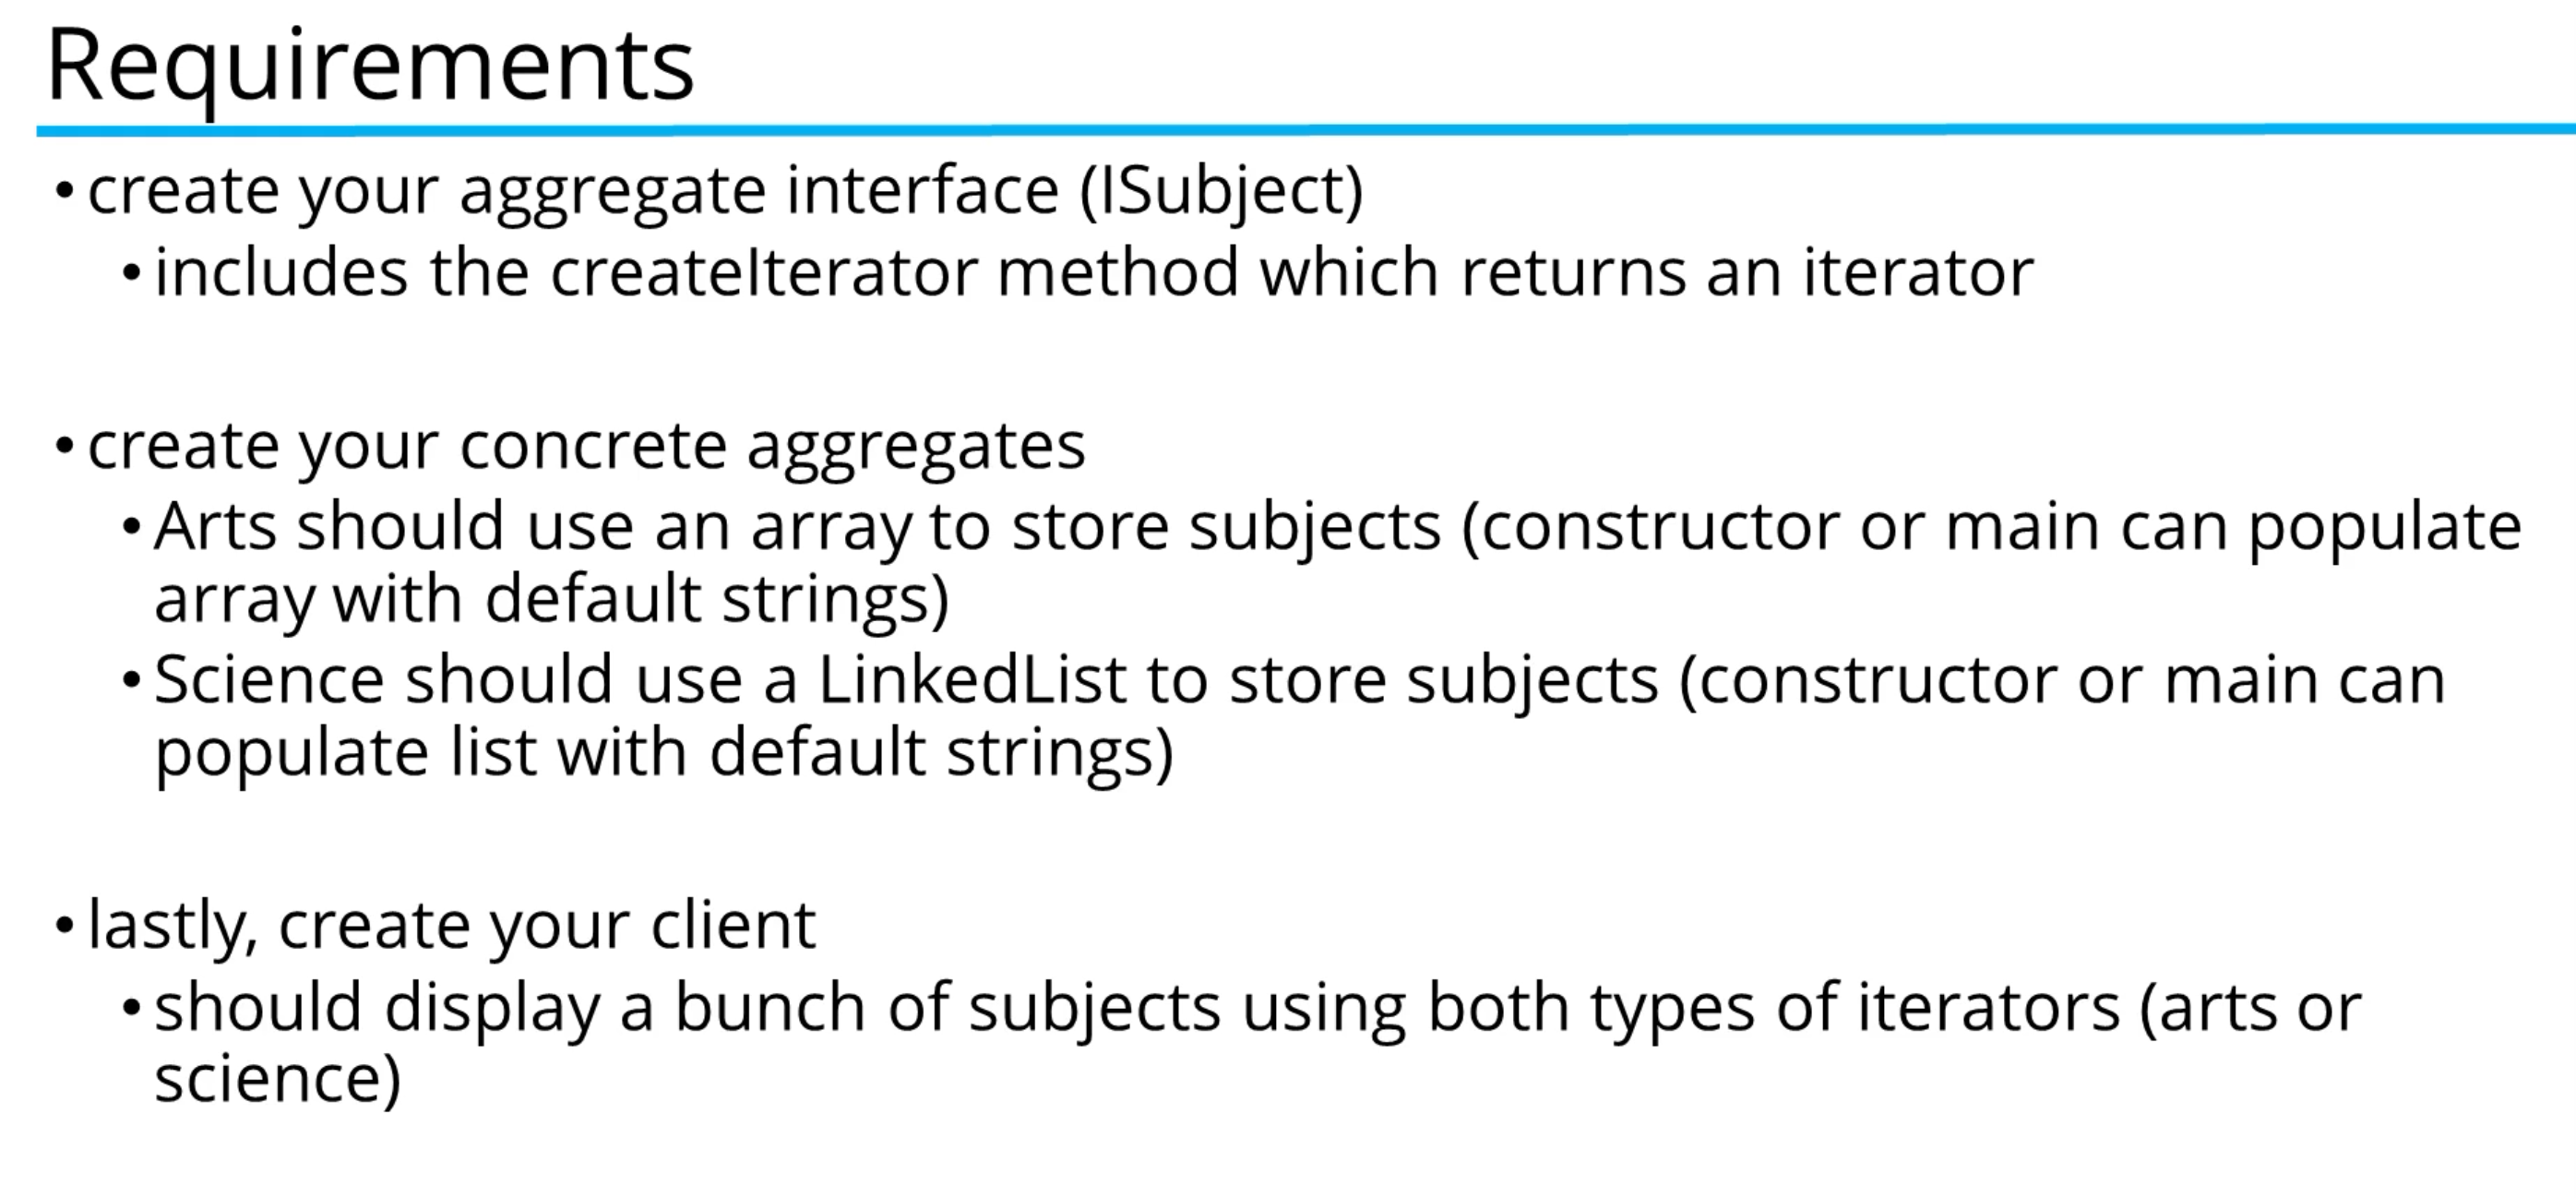 Requirements
• create your aggregate interface (ISubject)
• includes the createIterator method which returns an iterator
• create your concrete aggregates
• Arts should use an array to store subjects (constructor or main can populate
array with default strings)
• Science should use a LinkedList to store subjects (constructor or main can
populate list with default strings)
• lastly, create your client
• should display a bunch of subjects using both types of iterators (arts or
science)